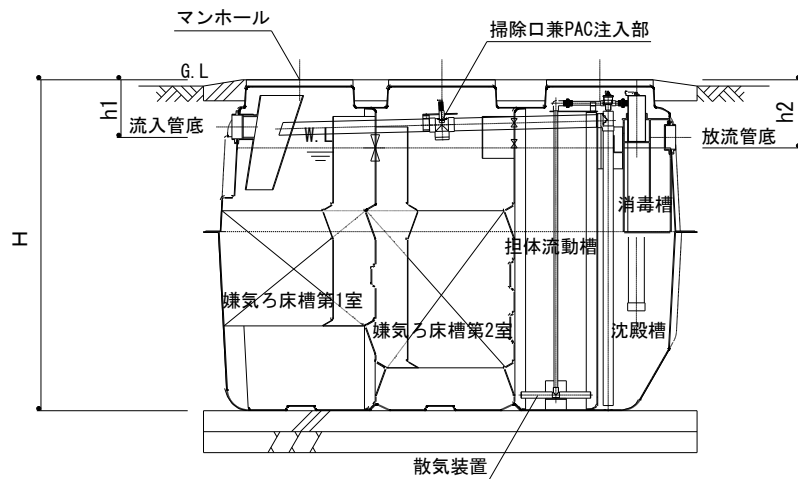 マンホール
掃除口兼PAC注入部
G.L
h1
h2
流入管底
W.L
放流管底
消毒槽
H
担体流動槽
嫌気ろ床槽第1室
嫌気ろ床槽第2室
沈殿槽
散気装置